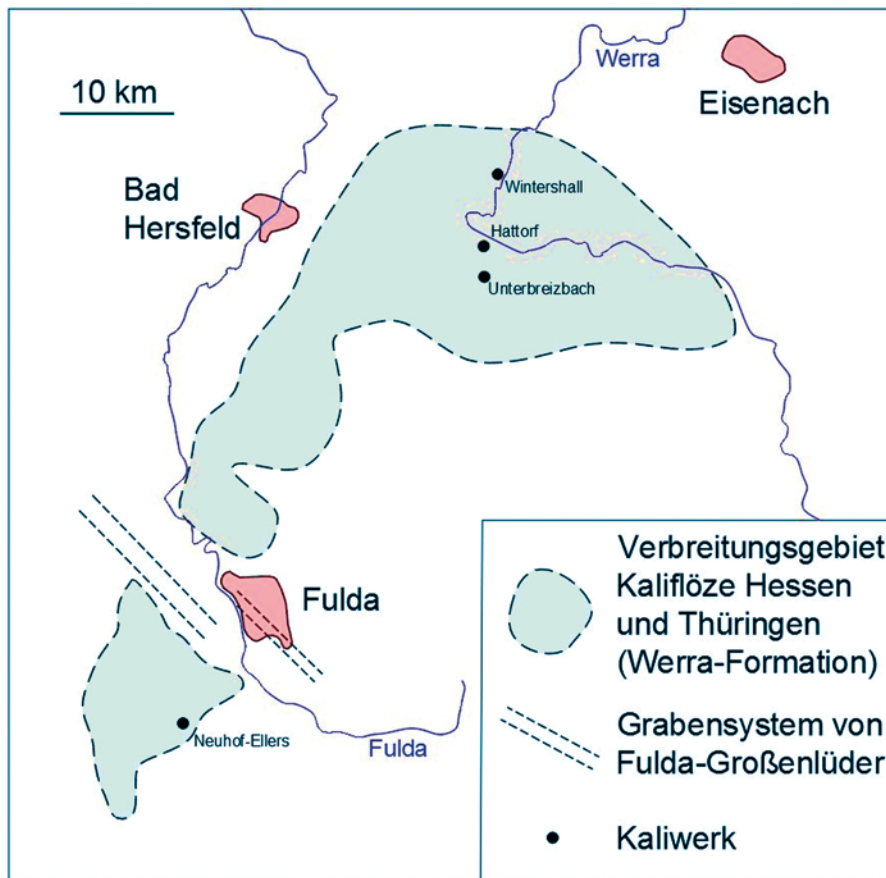 Werra
10 km
Eisenach
Bad
Hersfeld
Wintershall
Hattorf
Unterbreizbach
Fulda
Neuhof-Ellers
Fulda
Verbreitungsgebiet
Kaliflöze Hessen
und Thüringen
(Werra-Formation)
Grabensystem von
Fulda-Großenlüder
Kaliwerk